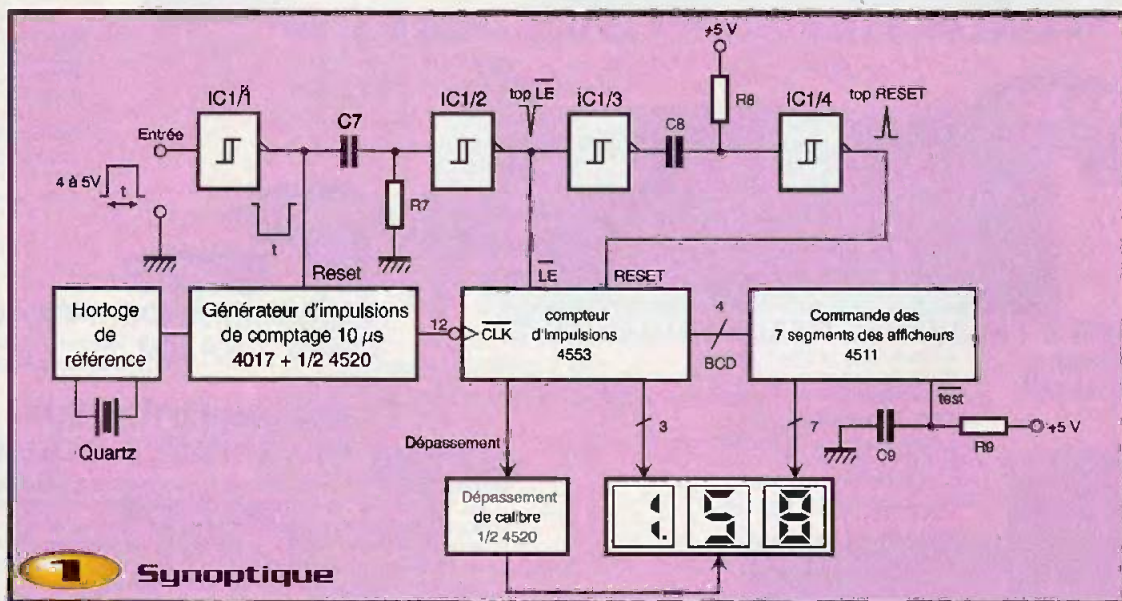 +5 V
IC1/1
IC1/2
top LE
IC1/3
R8
IC1/4
top RESET
Entrée
C7
C8
4 à 5V
t
R7
t
Reset
LE
RESET
Horloge
de
référence
Générateur d'impulsions
de comptage 10 µs
4017 + 1/2 4520
12
CLK
compteur
d'Impulsions
4553
4
BCD
Commande des
7 segments des afficheurs
4511
Quartz
Dépassement
3
7
test
C9
R9
+5 V
Dépassement
de calibre
1/2 4520
1.58
1 Synoptique